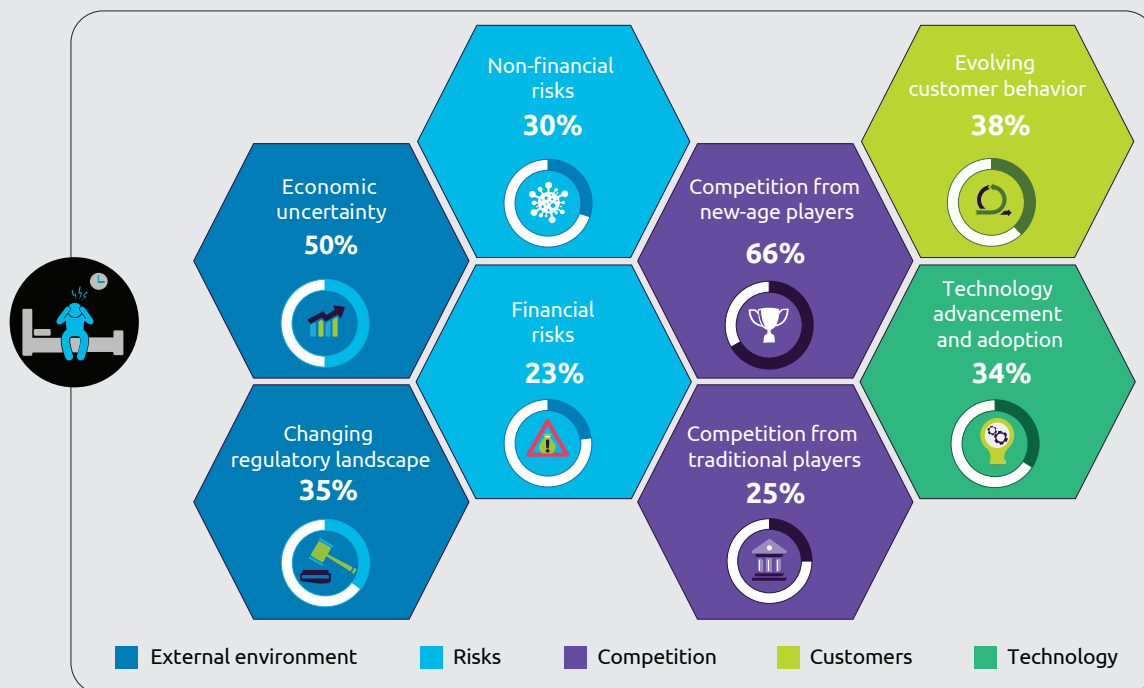 Non-financial
risks
30%
Evolving
customer behavior
38%
Economic
uncertainty
50%
Competition from
new-age players
66%
Financial
risks
23%
Technology
advancement
and adoption
34%
Changing
regulatory landscape
35%
Competition from
traditional players
25%
External environment
Risks
Competition
Customers
Technology